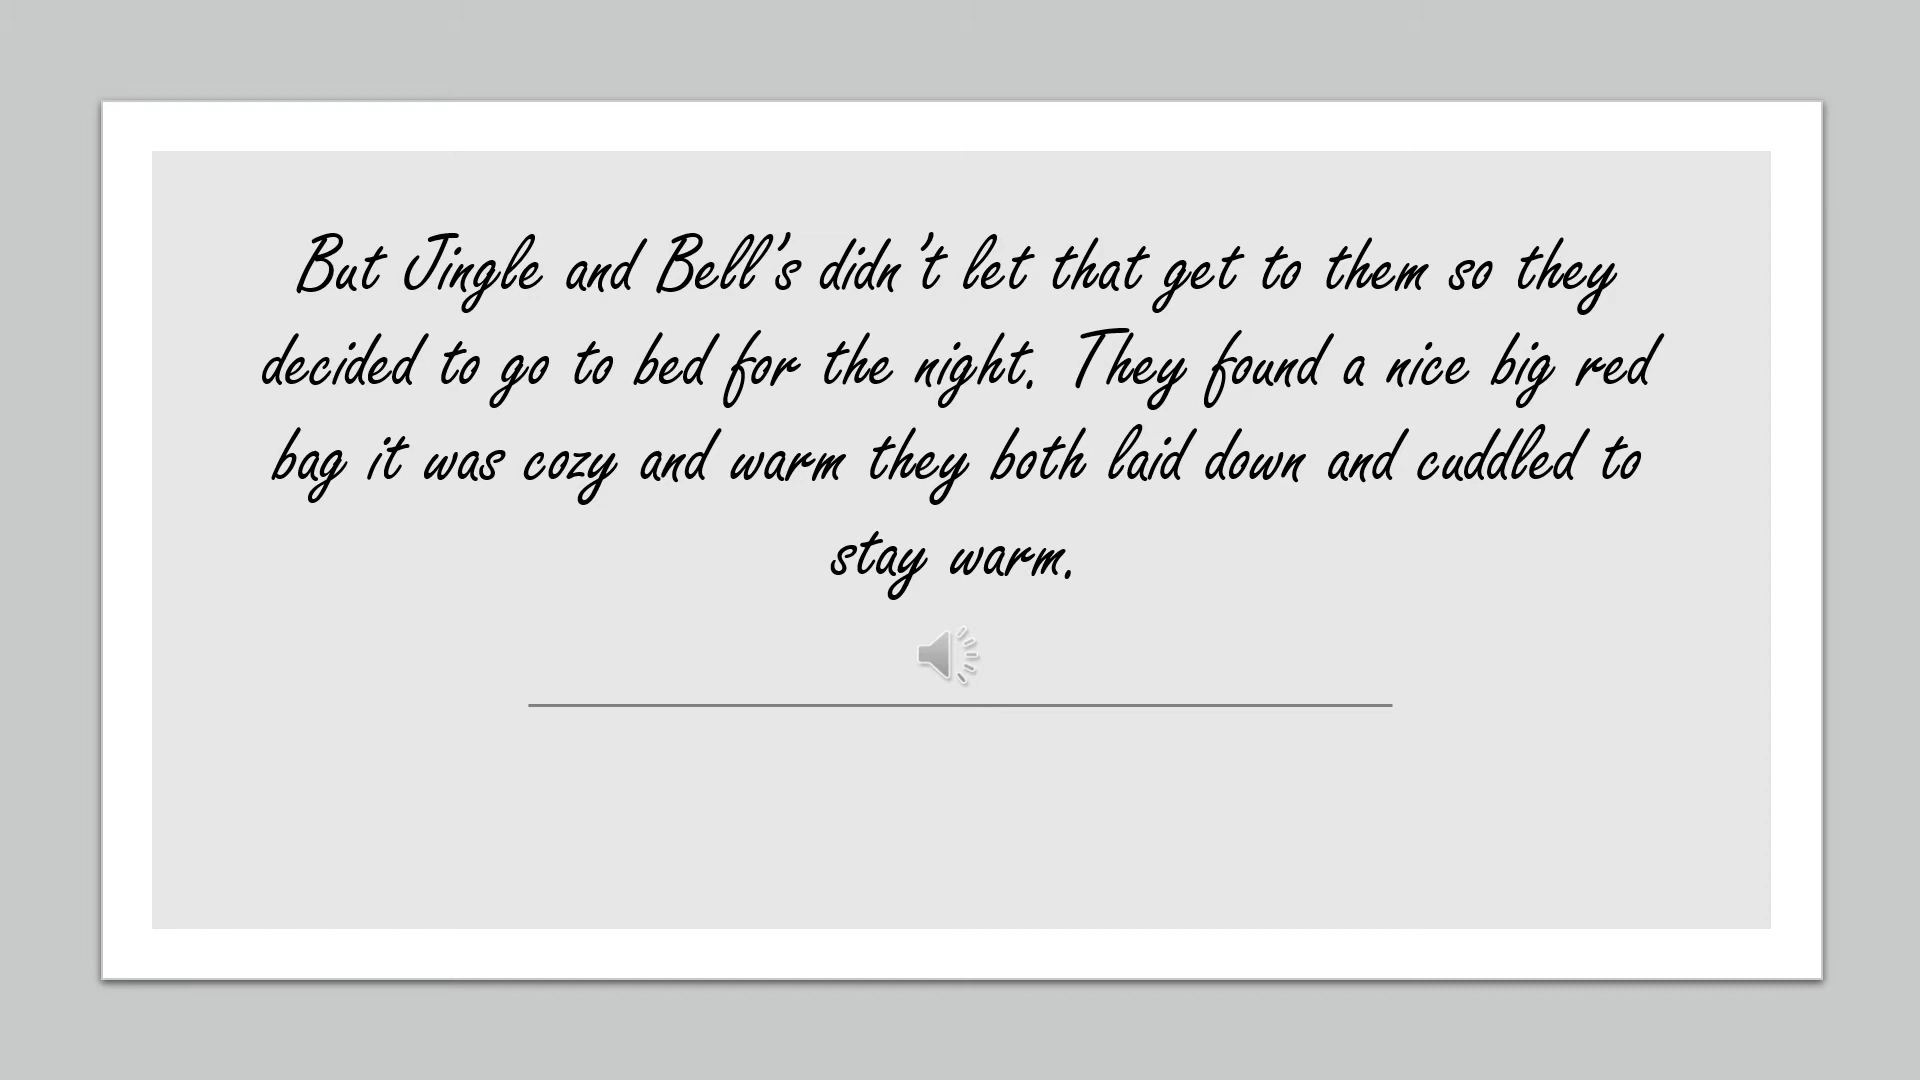 But Jingle and Bell's didn't let that get to them so they
decided to go to bed for the night. They found a nice big red
bag it was cozy and warm they both laid down and cuddled to
stay warm.